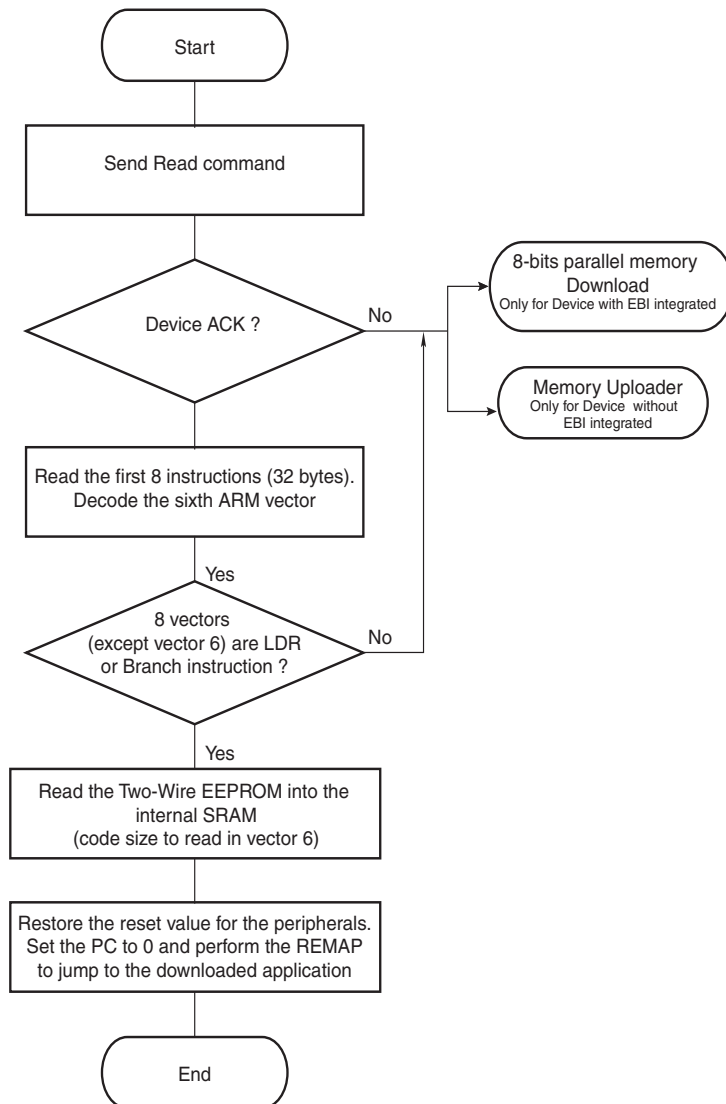 Start
Send Read command
Device ACK ?
No
8-bits parallel memory
Download
Only for Device with EBI integrated
Memory Uploader
Only for Device without
EBI integrated
Read the first 8 instructions (32 bytes).
Decode the sixth ARM vector
Yes
8 vectors
(except vector 6) are LDR
or Branch instruction ?
No
Yes
Read the Two-Wire EEPROM into the
internal SRAM
(code size to read in vector 6)
Restore the reset value for the peripherals.
Set the PC to 0 and perform the REMAP
to jump to the downloaded application
End